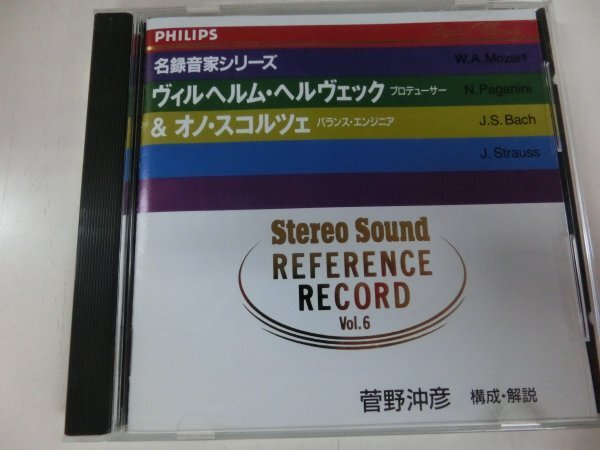 PHILIPS
名録音家シリーズ
W.A.Mozart
ヴィルヘルム・ヘルヴェック プロデューサー
N.Paganini
& オノ・スコルツェ バランス・エンジニア
J.S.Bach
J.Strauss
Stereo Sound
REFERENCE
RECORD
Vol.6
菅野沖彦 構成・解説